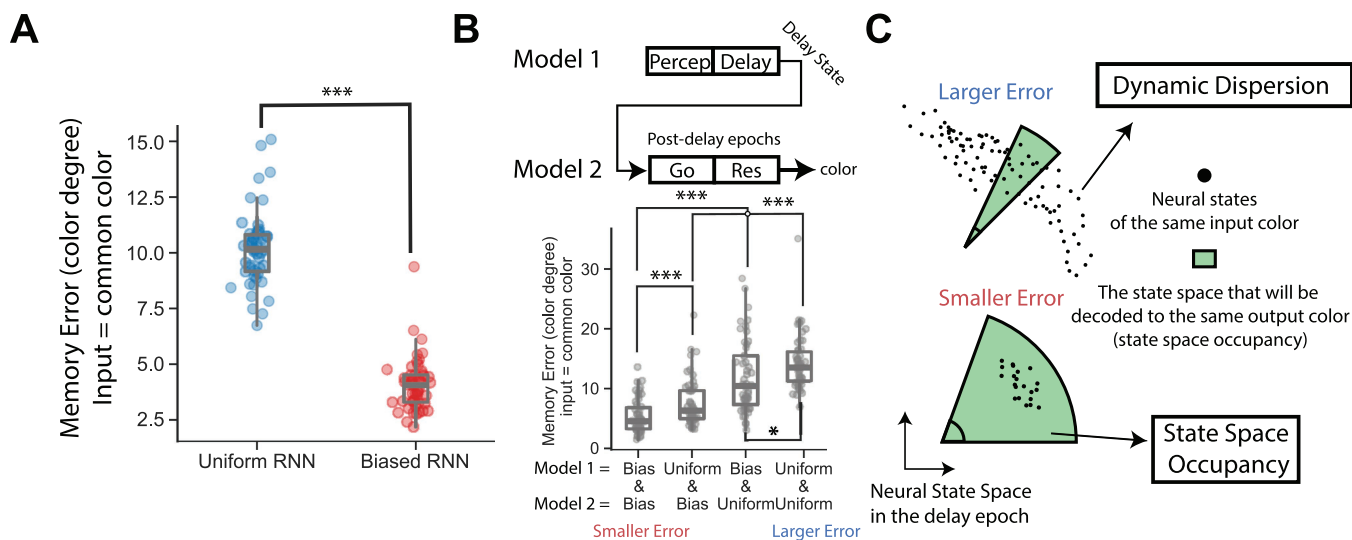 A
Memory Error (color degree)
Input = common color
15.0
12.5
10.0
7.5
5.0
2.5
***
Uniform RNN
Biased RNN
B
Model 1
Percep
Delay
Delay State
Post-delay epochs
Model 2
Go
Res
color
***
***
***
*
Memory Error (color degree)
input = common color
30
20
10
0
Model 1 = Bias Uniform Bias Uniform
& & & &
Model 2 = Bias Bias Uniform Uniform
Smaller Error
Larger Error
C
Larger Error
Dynamic Dispersion
Neural states
of the same input color
The state space that will be
decoded to the same output color
(state space occupancy)
Smaller Error
State Space
Occupancy
Neural State Space
in the delay epoch